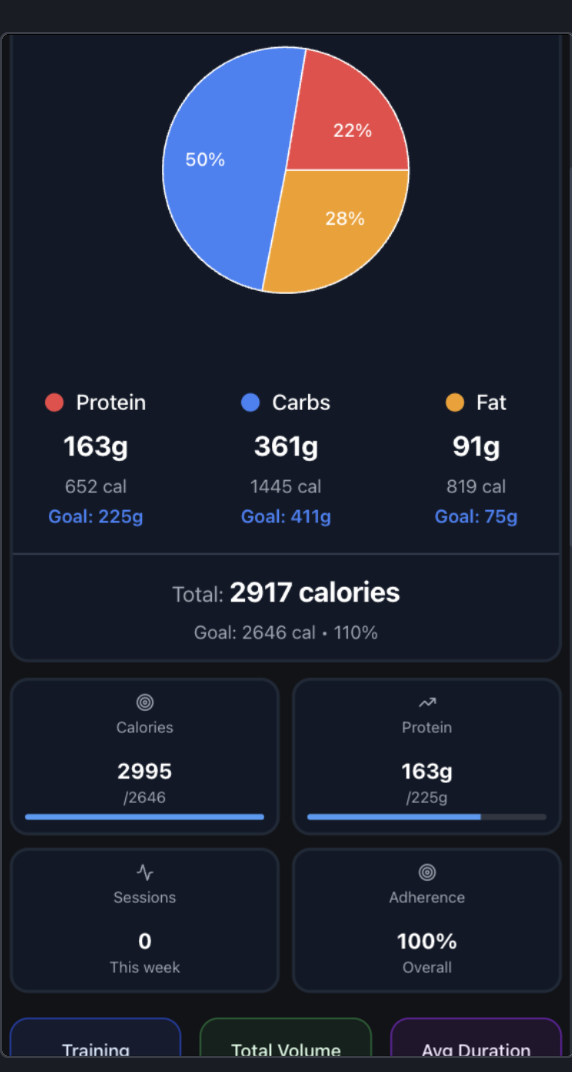 22%
50%
28%
Protein Carbs Fat
163g 361g 91g
652 cal 1445 cal 819 cal
Goal: 225g Goal: 411g Goal: 75g
Total: 2917 calories
Goal: 2646 cal • 110%
Calories Protein
2995 163g
/2646 /225g
Sessions Adherence
0 100%
This week Overall
Training Total Volume Avg Duration